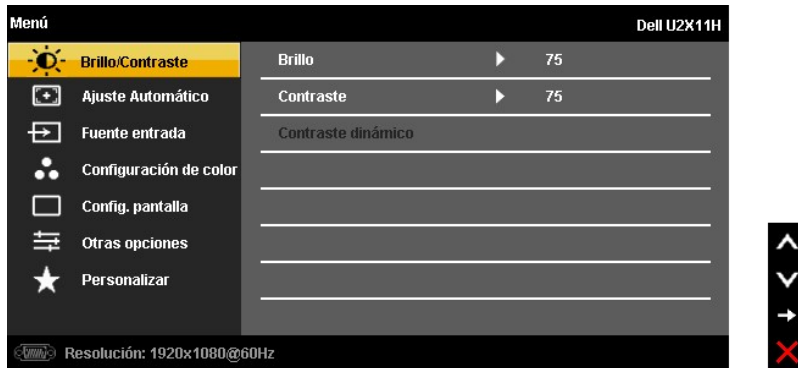 Menú
Dell U2X11H
Brillo/Contraste
Brillo 75
Ajuste Automático
Contraste 75
Fuente entrada
Contraste dinámico
Configuración de color
Config. pantalla
Otras opciones
Personalizar
Resolución: 1920x1080@60Hz